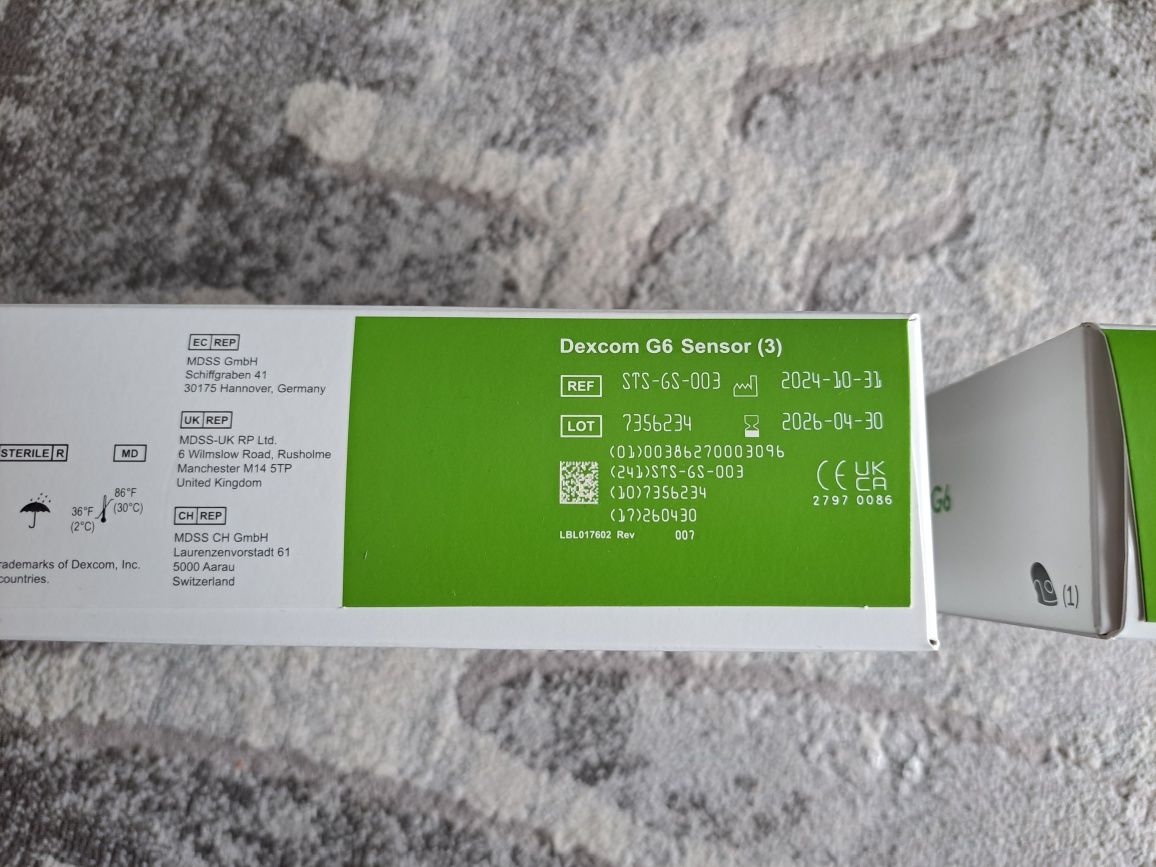 EC REP
MDSS GmbH
Schiffgraben 41
30175 Hannover, Germany
UK REP
MDSS-UK RP Ltd.
6 Wilmslow Road, Rusholme
Manchester M14 5TP
United Kingdom
CH REP
MDSS CH GmbH
Laurenzenvorstadt 61
5000 Aarau
Switzerland
STERILE R
MD
86°F
(30°C)
36°F
(2°C)
rademarks of Dexcom, Inc.
countries.
Dexcom G6 Sensor (3)
REF STS-GS-003 2024-10-31
LOT 7356234 2026-04-30
(01)00386270003096
(241)STS-GS-003
(10)7356234
(17)260430
CE UK CA
2797 0086
LBL017602 Rev 007
G6
(1)